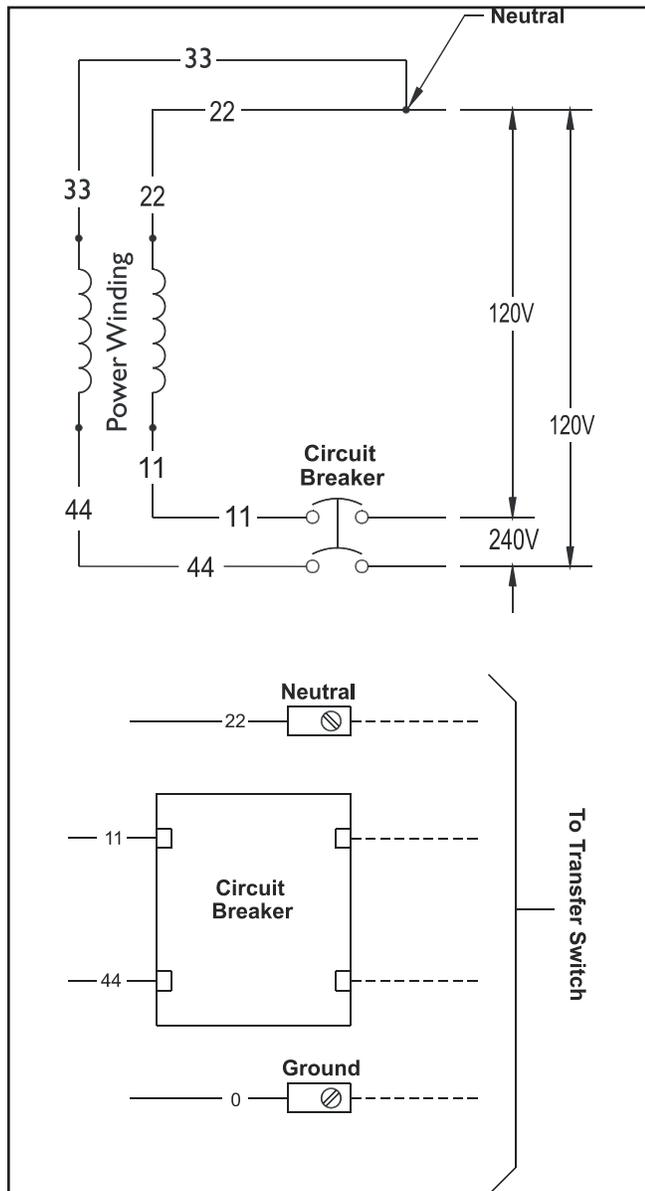 Neutral
33
22
33
22
Power Winding
120V
120V
Circuit
Breaker
11
44
11
240V
44
Neutral
22
11
Circuit
Breaker
To Transfer Switch
44
Ground
0